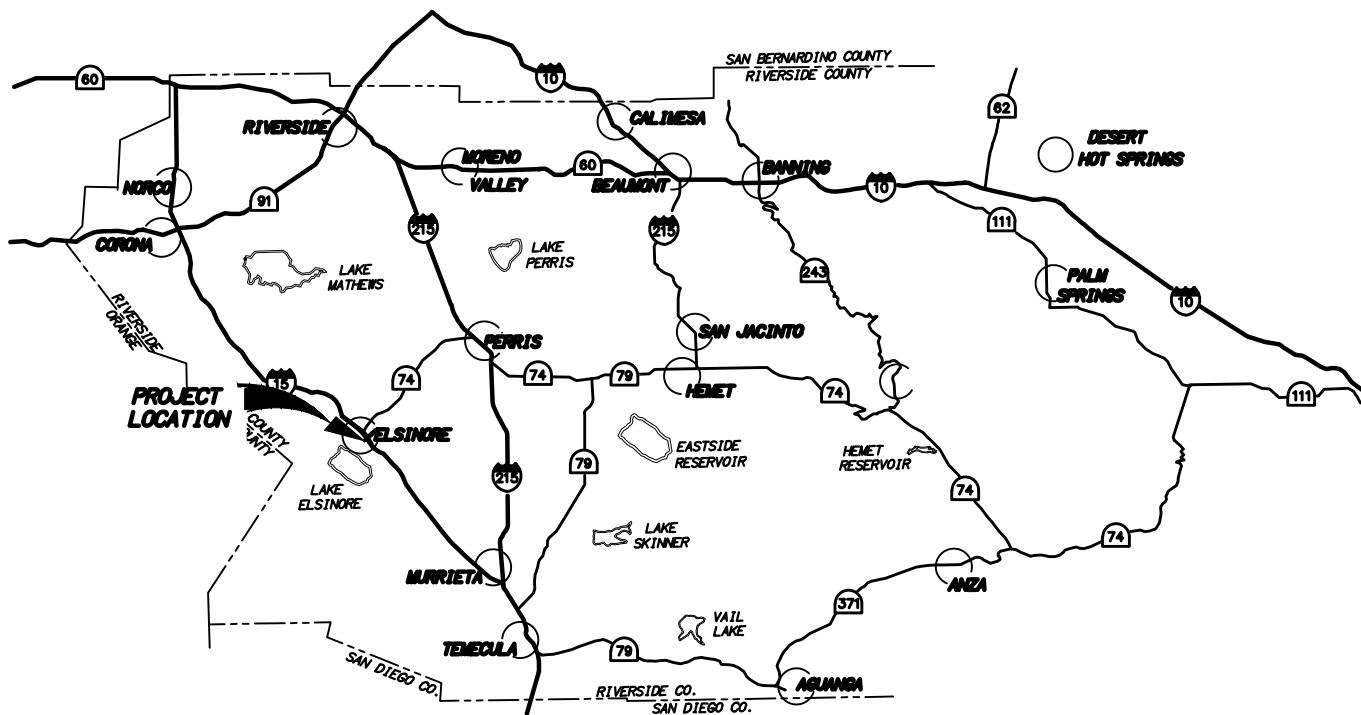 SAN BERNARDINO COUNTY
RIVERSIDE COUNTY
60
10
62
RIVERSIDE
CALIMESA
DESERT
HOT SPRINGS
MORENO
VALLEY
60
BEAUMONT
BANNING
10
NORCO
91
111
CORONA
215
215
LAKE
PERRIS
LAKE
MATHEWS
243
PALM
SPRINGS
10
RIVERSIDE
ORANGE
SAN JACINTO
PERRIS
15
74
74
79
HEMET
74
111
PROJECT
LOCATION
COUNTY
COUNTY
ELSINORE
EASTSIDE
RESERVOIR
HEMET
RESERVOIR
79
215
LAKE
ELSINORE
74
LAKE
SKINNER
74
MURRIETA
ANZA
371
VAIL
LAKE
TEMECULA
79
SAN DIEGO CO.
AGUANGA
RIVERSIDE CO.
SAN DIEGO CO.